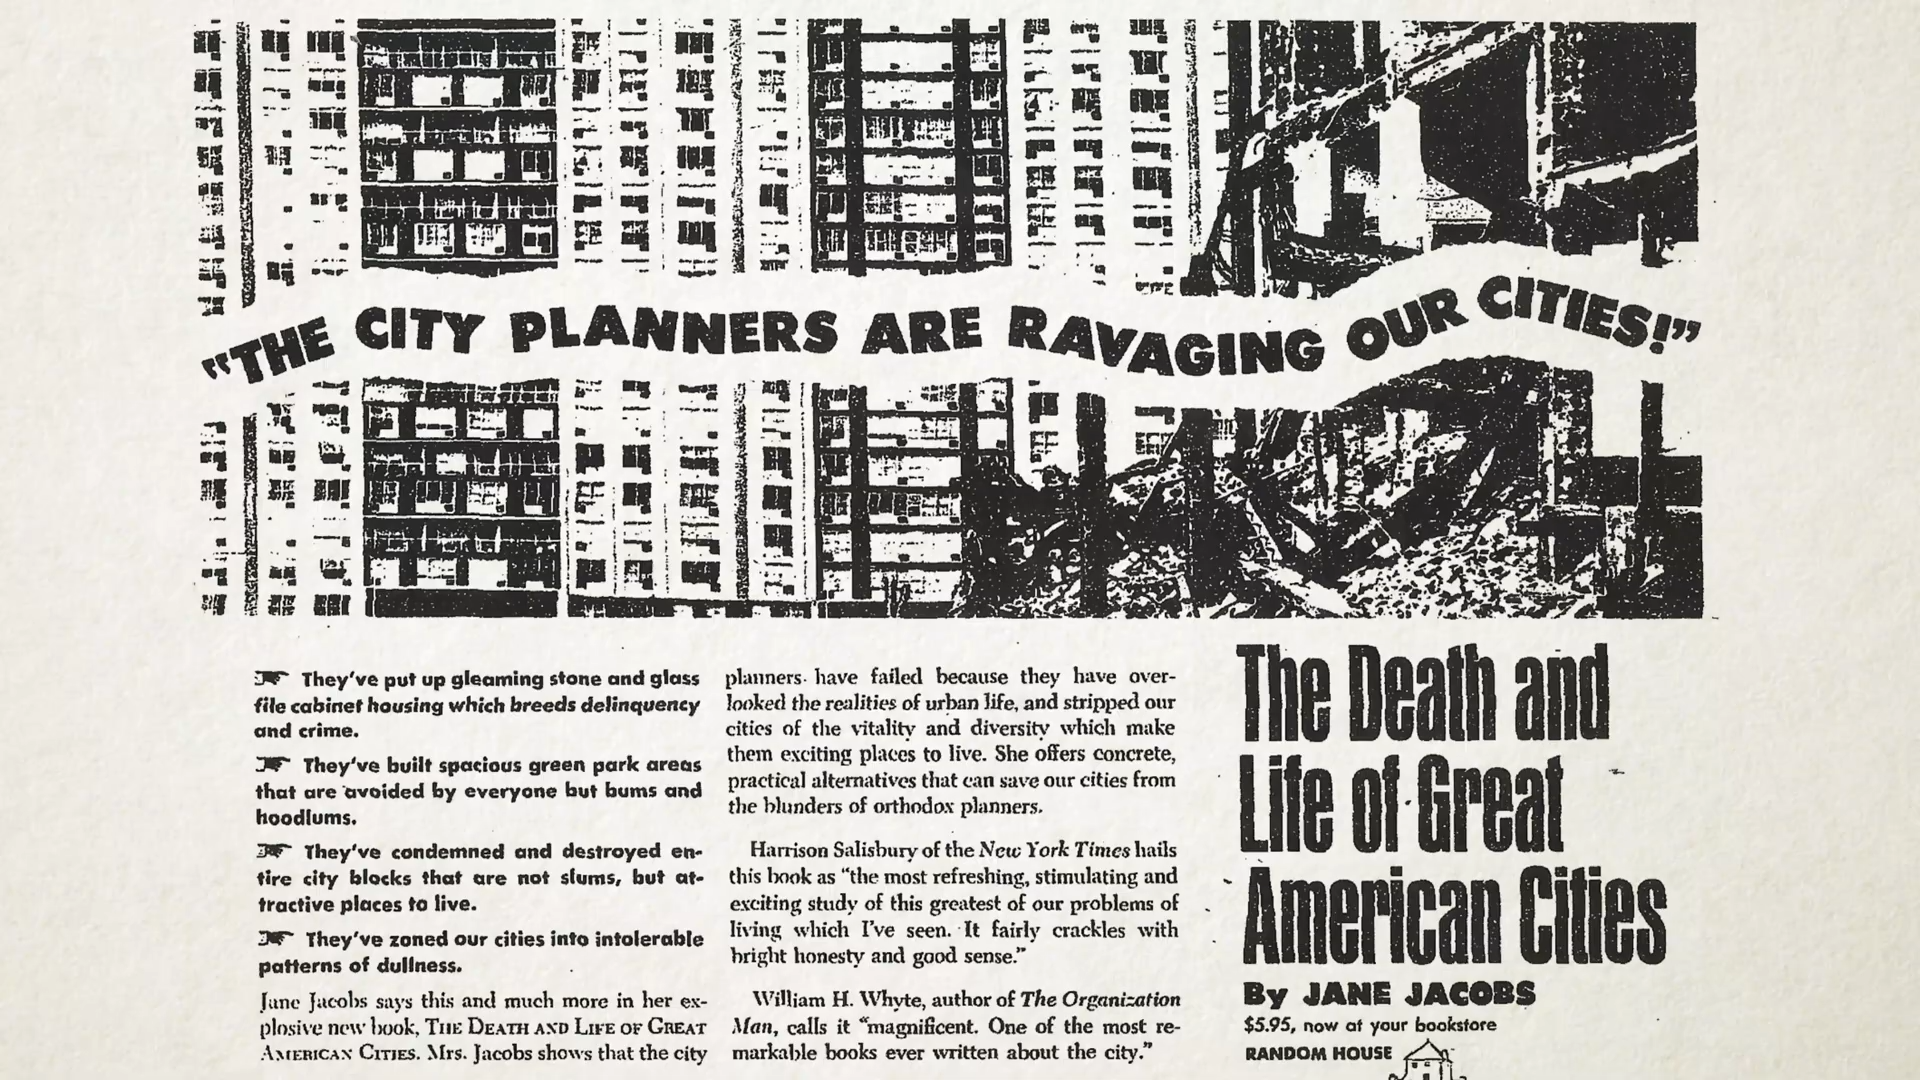 “THE CITY PLANNERS ARE RAVAGING OUR CITIES!”
They’ve put up gleaming stone and glass
file cabinet housing which breeds delinquency
and crime.
They’ve built spacious green park areas
that are avoided by everyone but bums and
hoodlums.
They’ve condemned and destroyed en-
tire city blocks that are not slums, but at-
tractive places to live.
They’ve zoned our cities into intolerable
patterns of dullness.
Jane Jacobs says this and much more in her ex-
plosive new book, THE DEATH AND LIFE OF GREAT
AMERICAN CITIES. Mrs. Jacobs shows that the city
planners have failed because they have over-
looked the realities of urban life, and stripped our
cities of the vitality and diversity which make
them exciting places to live. She offers concrete,
practical alternatives that can save our cities from
the blunders of orthodox planners.
Harrison Salisbury of the New York Times hails
this book as “the most refreshing, stimulating and
exciting study of this greatest of our problems of
living which I’ve seen. It fairly crackles with
bright honesty and good sense.”
William H. Whyte, author of The Organization
Man, calls it “magnificent. One of the most re-
markable books ever written about the city.”
The Death and
Life of Great
American Cities
By JANE JACOBS
$5.95, now at your bookstore
RANDOM HOUSE